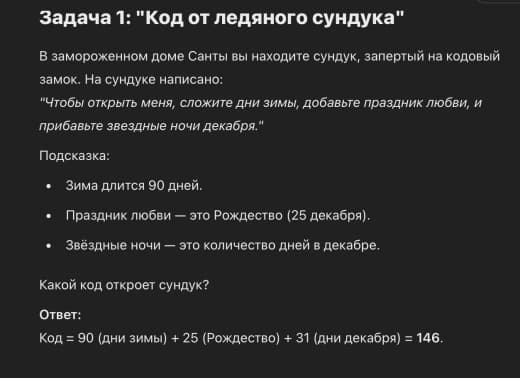 Задача 1: "Код от ледяного сундука"
В замороженном доме Санты вы находите сундук, запертый на кодовый
замок. На сундуке написано:
"Чтобы открыть меня, сложите дни зимы, добавьте праздник любви, и
прибавьте звездные ночи декабря."
Подсказка:
• Зима длится 90 дней.
• Праздник любви — это Рождество (25 декабря).
• Звёздные ночи — это количество дней в декабре.
Какой код откроет сундук?
Ответ:
Код = 90 (дни зимы) + 25 (Рождество) + 31 (дни декабря) = 146.